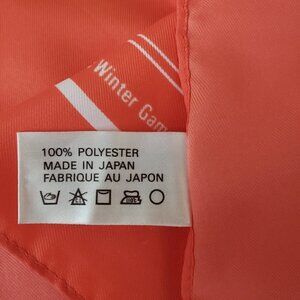 Winter Gam
100% POLYESTER
MADE IN JAPAN
FABRIQUE AU JAPON